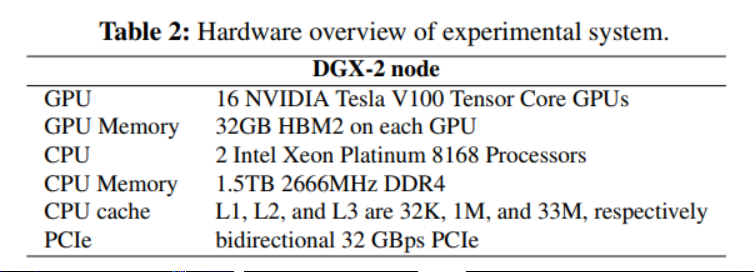 Table 2: Hardware overview of experimental system.
DGX-2 node
GPU 16 NVIDIA Tesla V100 Tensor Core GPUs
GPU Memory 32GB HBM2 on each GPU
CPU 2 Intel Xeon Platinum 8168 Processors
CPU Memory 1.5TB 2666MHz DDR4
CPU cache L1, L2, and L3 are 32K, 1M, and 33M, respectively
PCIe bidirectional 32 GBps PCIe